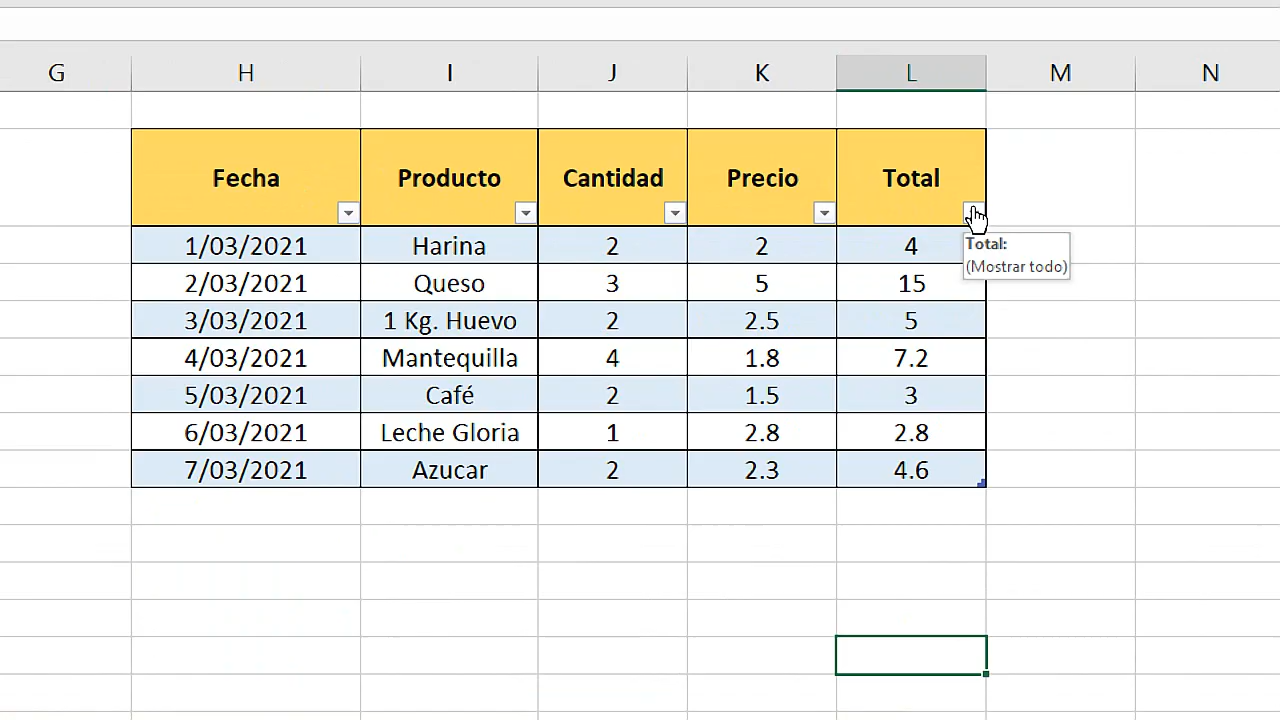 G H I J K L M N
Fecha Producto Cantidad Precio Total
1/03/2021 Harina 2 2 4
Total:
(Mostrar todo)
2/03/2021 Queso 3 5 15
3/03/2021 1 Kg. Huevo 2 2.5 5
4/03/2021 Mantequilla 4 1.8 7.2
5/03/2021 Café 2 1.5 3
6/03/2021 Leche Gloria 1 2.8 2.8
7/03/2021 Azucar 2 2.3 4.6